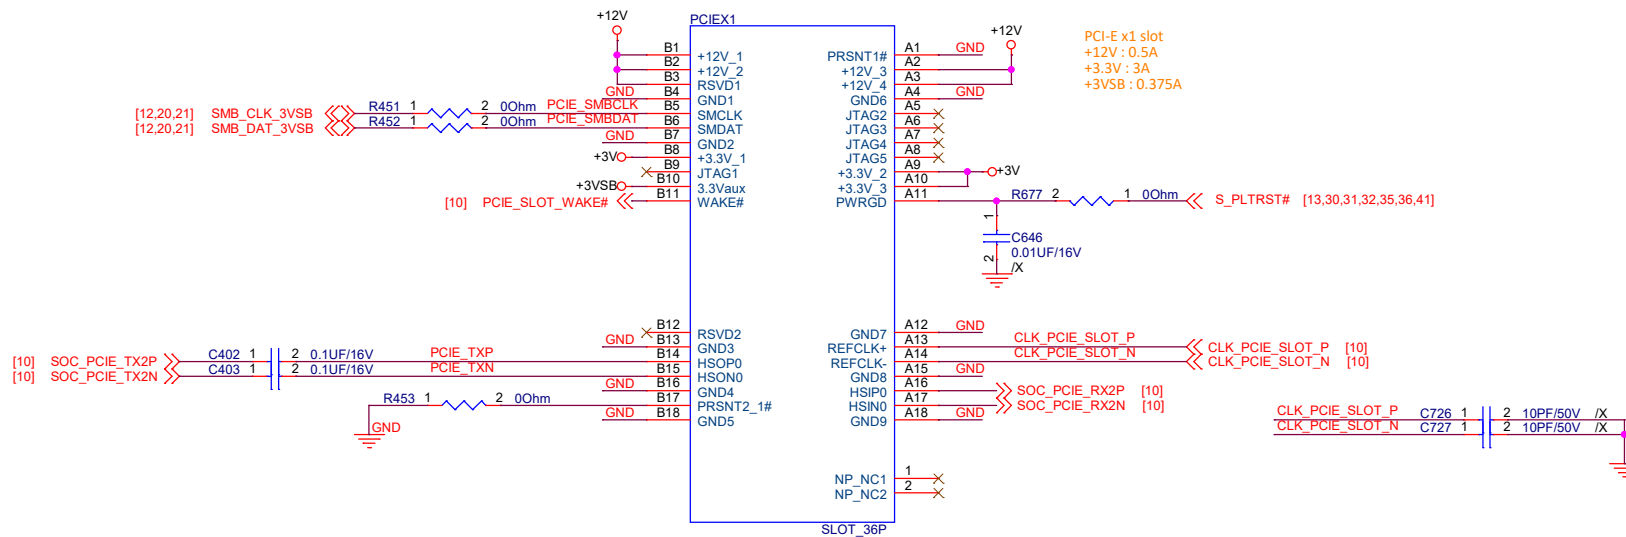 PCIEX1
+12V
+12V
PCI-E x1 slot
+12V : 0.5A
+3.3V : 3A
+3VSB : 0.375A
B1 +12V_1 PRSNT1# A1 GND
B2 +12V_2 +12V_3 A2
B3 RSVD1 +12V_4 A3
GND B4 GND1 GND6 A4 GND
[12,20,21] SMB_CLK_3VSB R451 1 2 0Ohm PCIE_SMBCLK B5 SMCLK JTAG2 A5
[12,20,21] SMB_DAT_3VSB R452 1 2 0Ohm PCIE_SMBDAT B6 SMDAT JTAG3 A6
GND B7 GND2 JTAG4 A7
+3V B8 +3.3V_1 JTAG5 A8
B9 JTAG1 +3.3V_2 A9 +3V
+3VSB B10 3.3Vaux +3.3V_3 A10
[10] PCIE_SLOT_WAKE# B11 WAKE# PWRGD A11 R677 2 1 0Ohm S_PLTRST# [13,30,31,32,35,36,41]
1
C646
0.01UF/16V
2
/X
B12 RSVD2 GND7 A12 GND
GND B13 GND3 REFCLK+ A13 CLK_PCIE_SLOT_P CLK_PCIE_SLOT_P [10]
[10] SOC_PCIE_TX2P C402 1 2 0.1UF/16V PCIE_TXP B14 HSOP0 REFCLK- A14 CLK_PCIE_SLOT_N CLK_PCIE_SLOT_N [10]
[10] SOC_PCIE_TX2N C403 1 2 0.1UF/16V PCIE_TXN B15 HSON0 GND8 A15 GND
GND B16 GND4 HSIP0 A16 SOC_PCIE_RX2P [10]
R453 1 2 0Ohm B17 PRSNT2_1# HSIN0 A17 SOC_PCIE_RX2N [10]
GND
GND B18 GND5 GND9 A18 GND
CLK_PCIE_SLOT_P C726 1 2 10PF/50V /X
CLK_PCIE_SLOT_N C727 1 2 10PF/50V /X
NP_NC1 1
NP_NC2 2
SLOT_36P